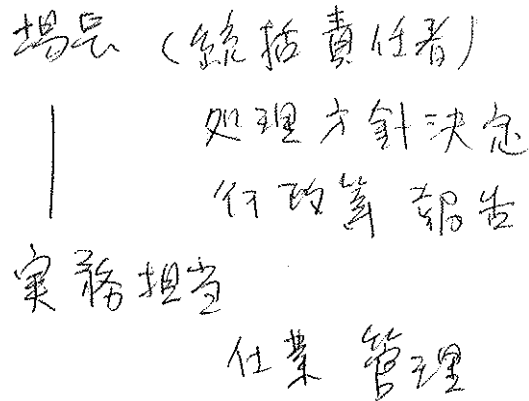 場長（統括責任者）
処理方針決定
行政等 報告
実務担当
仕業 管理